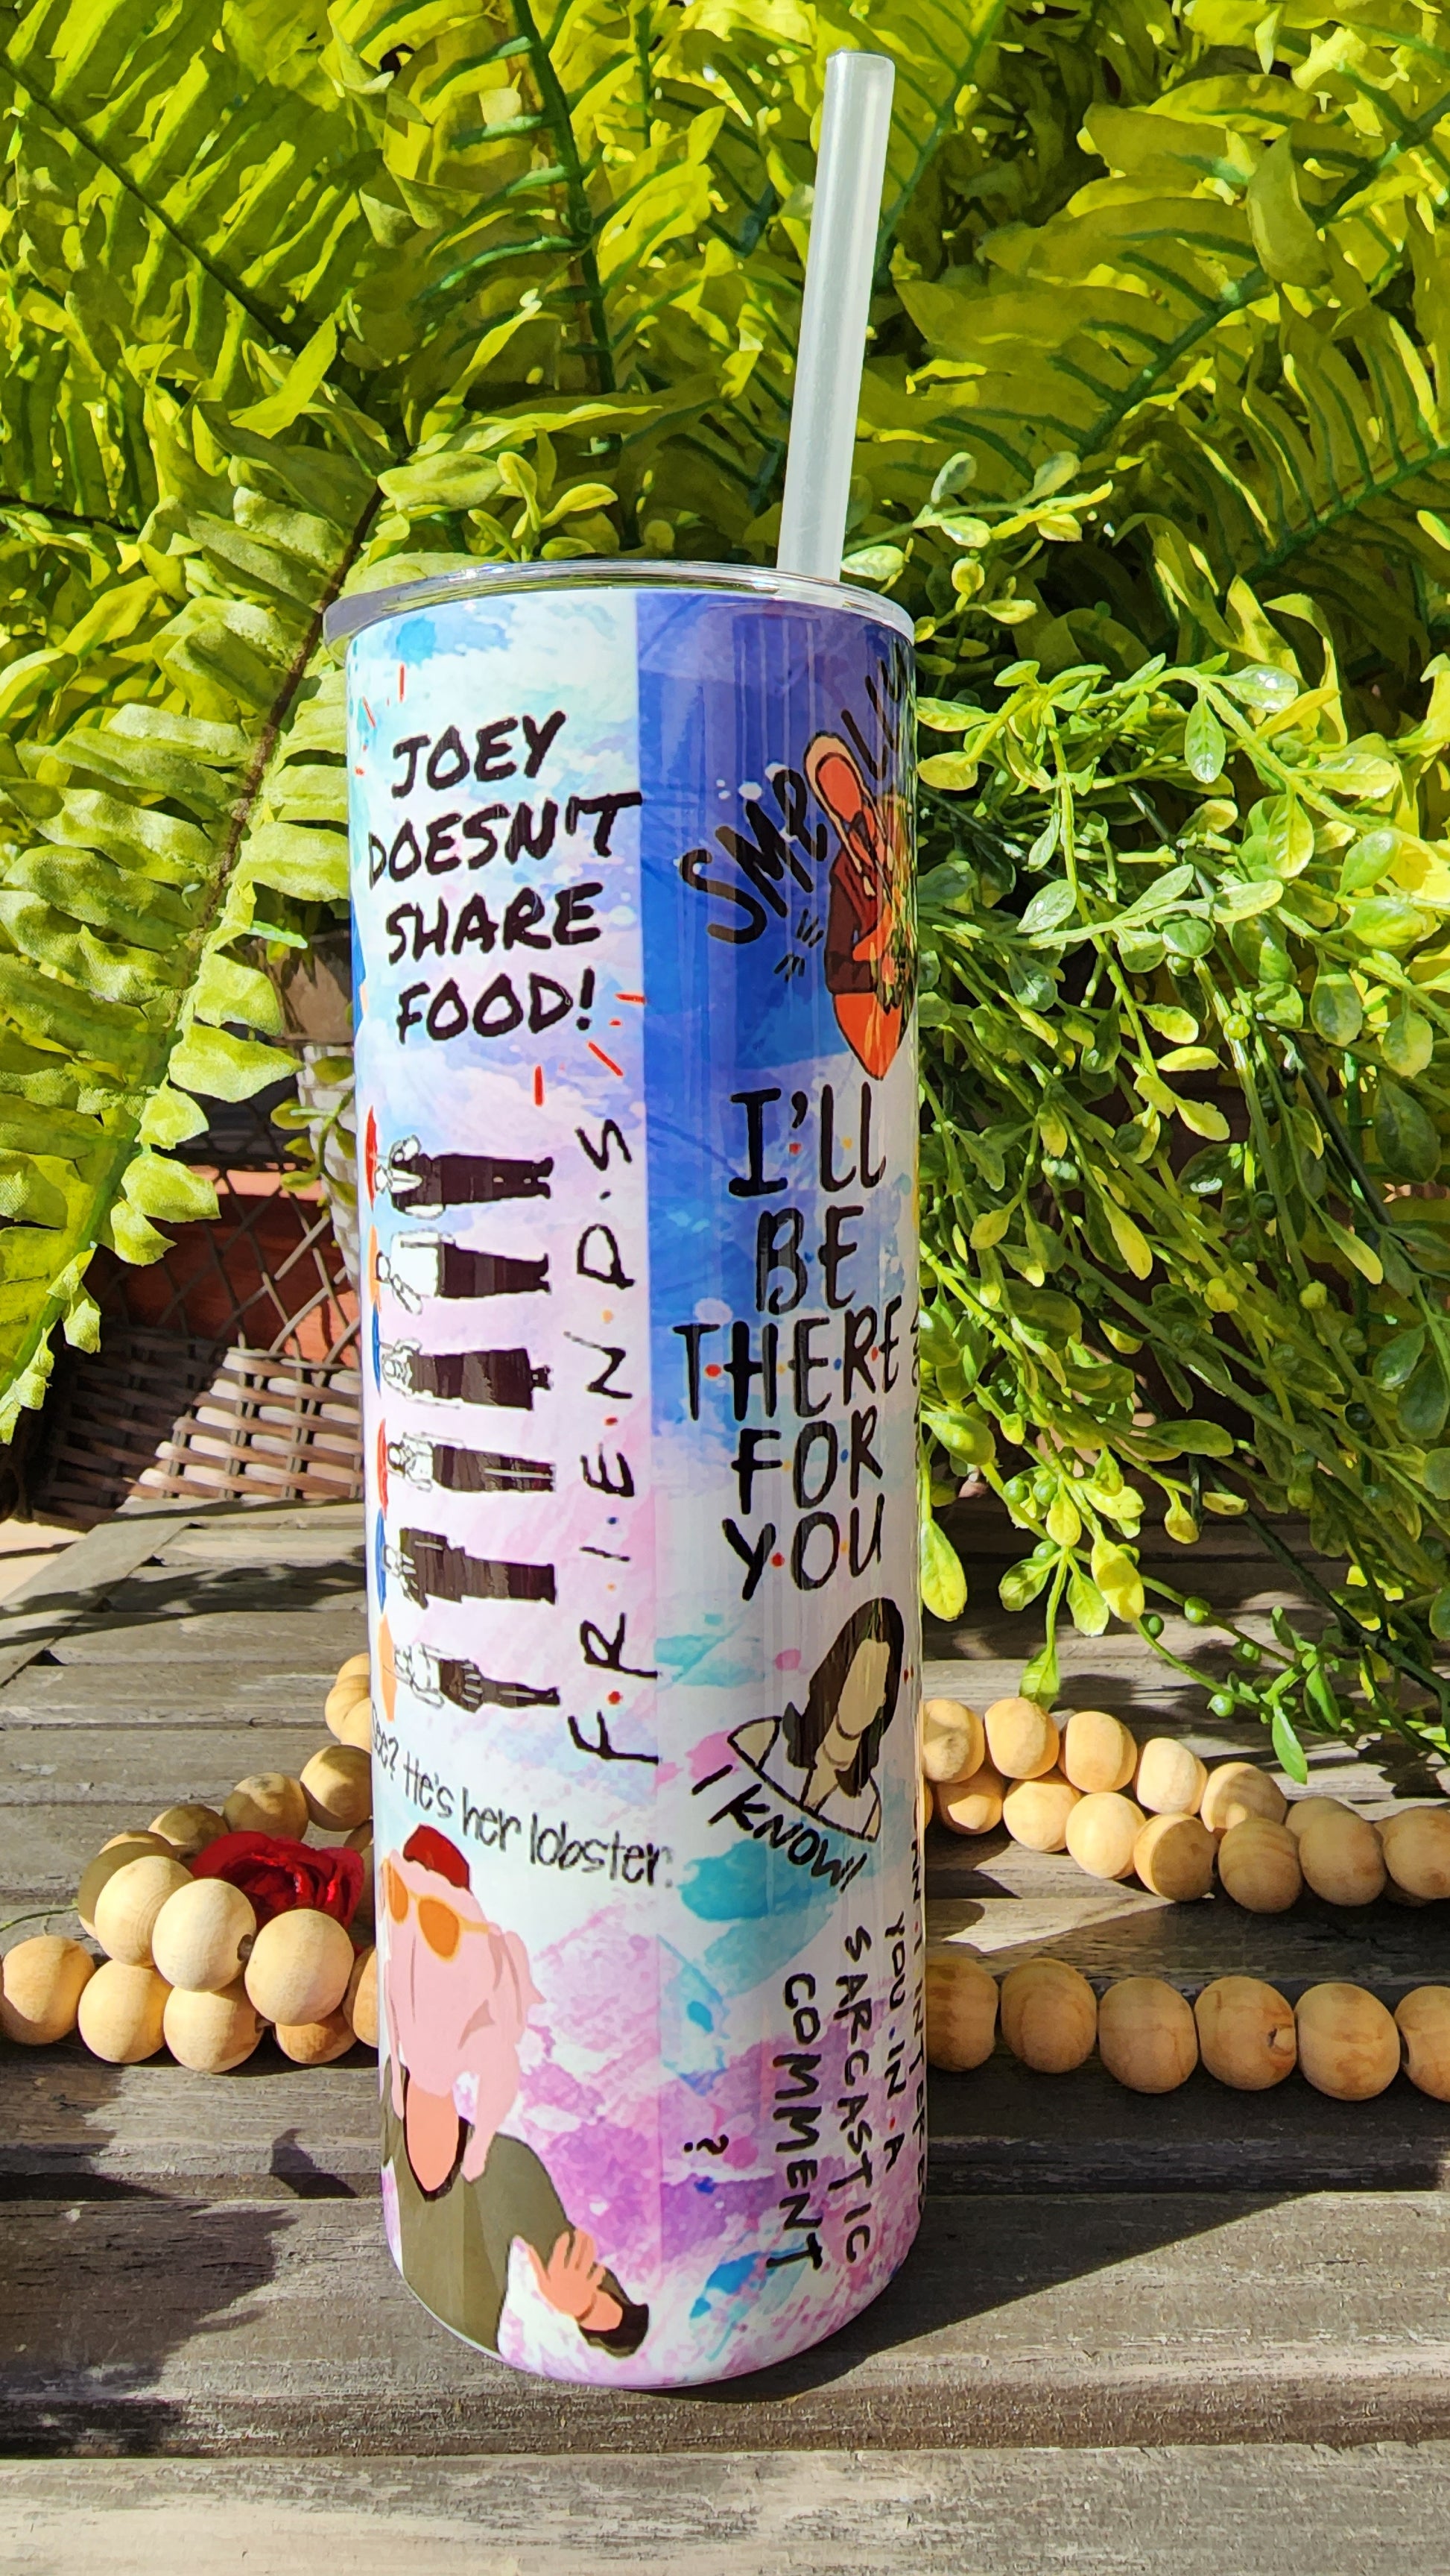 JOEY
DOESN'T
SHARE
FOOD!
F·R·I·E·N·D·S
See? He's her lobster.
I'LL
BE
THERE
FOR
YOU
I KNOW!
YOU IN A
SARCASTIC
COMMENT
?